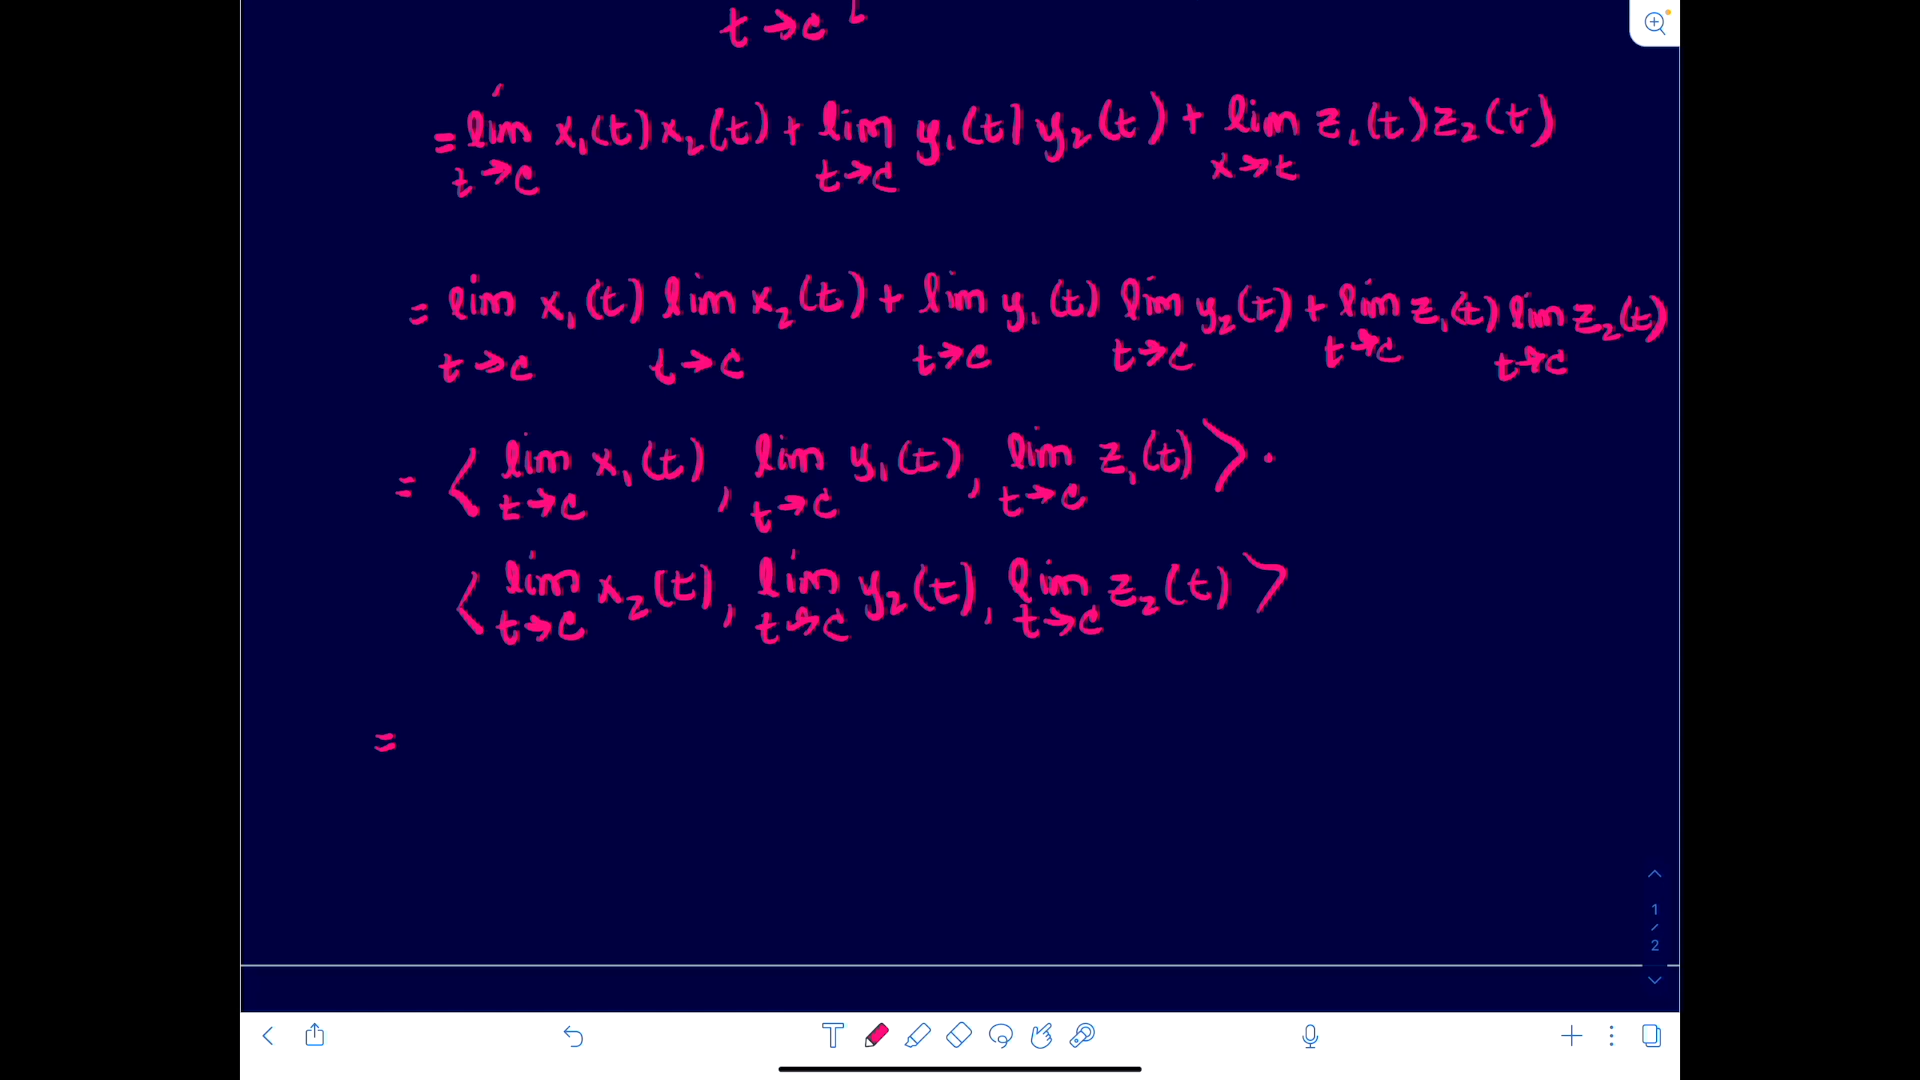 t→c
=lim x₁(t)x₂(t) + lim y₁(t)y₂(t) + lim z₁(t)z₂(t)
t→c t→c x→t
= lim x₁(t) lim x₂(t) + lim y₁(t) lim y₂(t) + lim z₁(t) lim z₂(t)
t→c t→c t→c t→c t→c t→c
= ⟨ lim x₁(t), lim y₁(t), lim z₁(t) ⟩ ·
t→c t→c t→c
⟨ lim x₂(t), lim y₂(t), lim z₂(t) ⟩
t→c t→c t→c
=
1
/
2